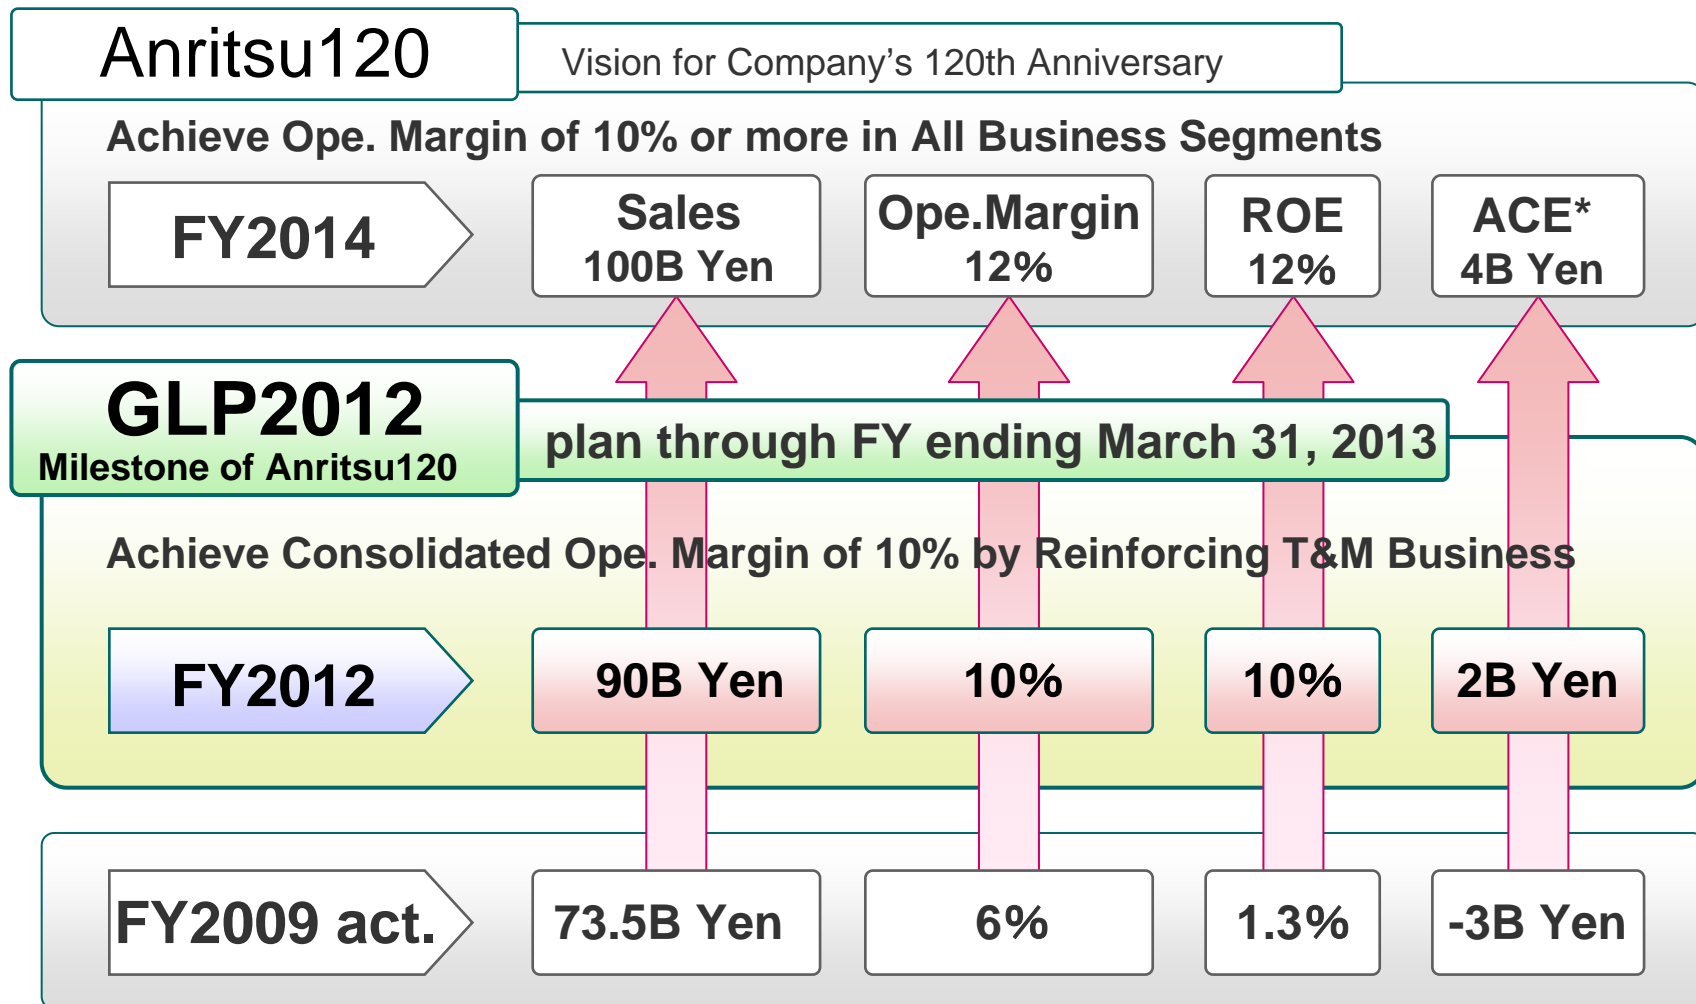 Anritsu120
Vision for Company's 120th Anniversary
Achieve Ope. Margin of 10% or more in All Business Segments
FY2014
Sales
100B Yen
Ope.Margin
12%
ROE
12%
ACE*
4B Yen
GLP2012
Milestone of Anritsu120
plan through FY ending March 31, 2013
Achieve Consolidated Ope. Margin of 10% by Reinforcing T&M Business
FY2012
90B Yen
10%
10%
2B Yen
FY2009 act.
73.5B Yen
6%
1.3%
-3B Yen